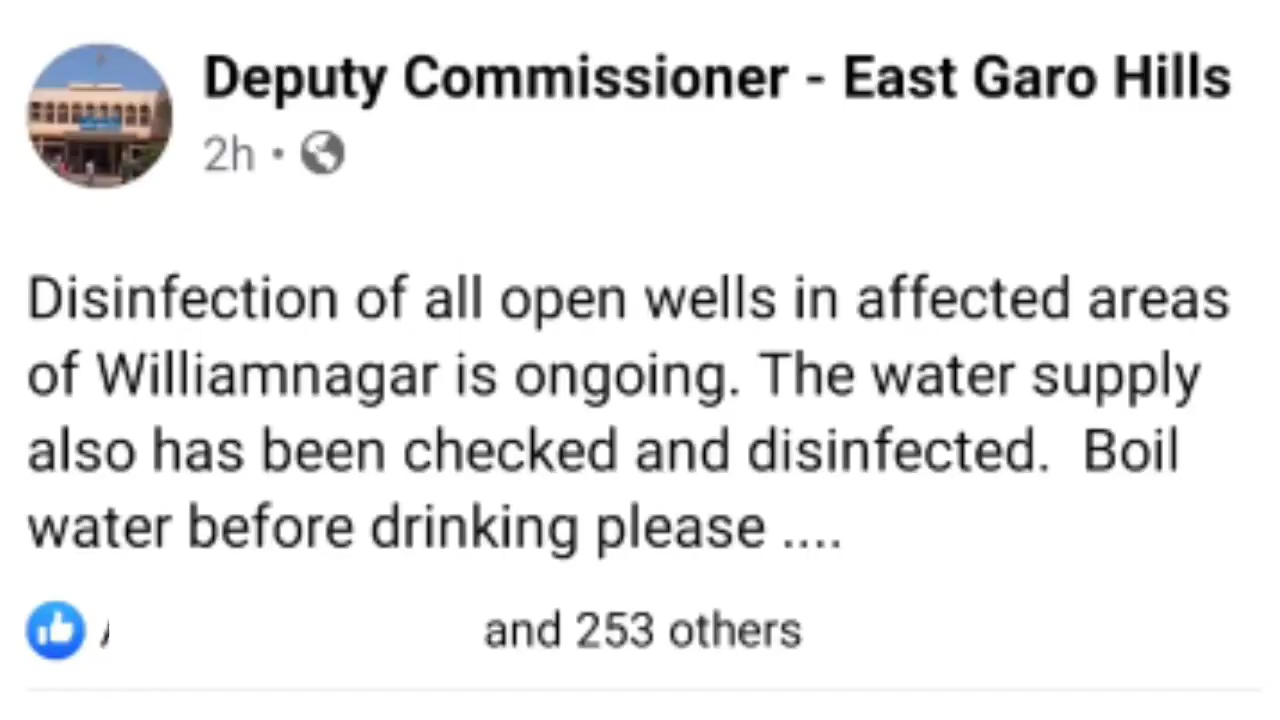 Deputy Commissioner - East Garo Hills
2h •
Disinfection of all open wells in affected areas
of Williamnagar is ongoing. The water supply
also has been checked and disinfected.  Boil
water before drinking please ....
and 253 others